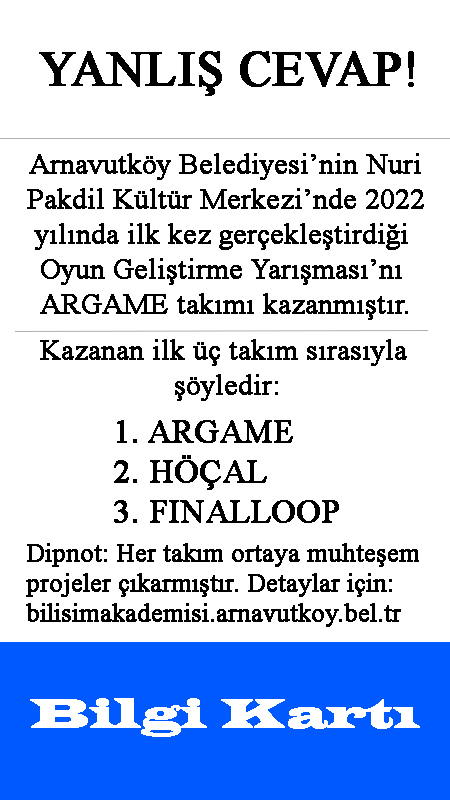 YANLIŞ CEVAP!
Arnavutköy Belediyesi’nin Nuri
Pakdil Kültür Merkezi’nde 2022
yılında ilk kez gerçekleştirdiği
Oyun Geliştirme Yarışması’nı
ARGAME takımı kazanmıştır.
Kazanan ilk üç takım sırasıyla
şöyledir:
1. ARGAME
2. HÖÇAL
3. FINALLOOP
Dipnot: Her takım ortaya muhteşem
projeler çıkarmıştır. Detaylar için:
bilisimakademisi.arnavutkoy.bel.tr
Bilgi Kartı